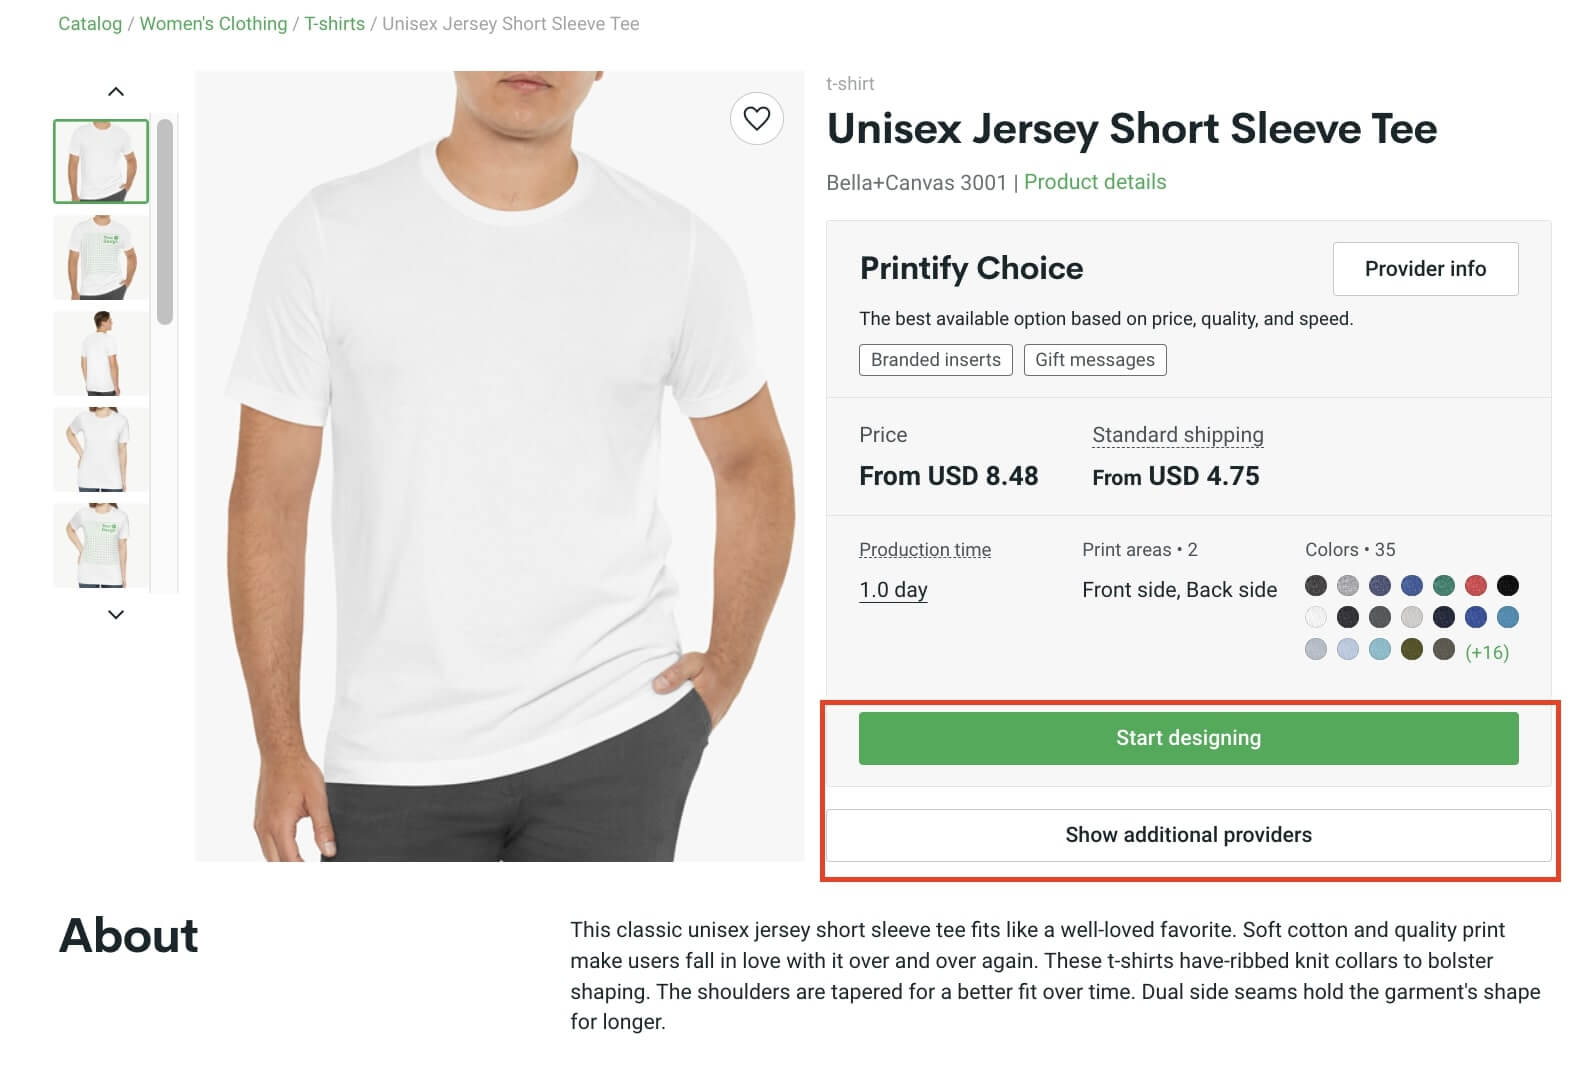 Catalog / Women's Clothing / T-shirts / Unisex Jersey Short Sleeve Tee
t-shirt
Unisex Jersey Short Sleeve Tee
Bella+Canvas 3001 | Product details
Printify Choice
Provider info
The best available option based on price, quality, and speed.
Branded inserts
Gift messages
Price
Standard shipping
From USD 8.48
From USD 4.75
Production time
Print areas • 2
Colors • 35
1.0 day
Front side, Back side
(+16)
Start designing
Show additional providers
About
This classic unisex jersey short sleeve tee fits like a well-loved favorite. Soft cotton and quality print
make users fall in love with it over and over again. These t-shirts have-ribbed knit collars to bolster
shaping. The shoulders are tapered for a better fit over time. Dual side seams hold the garment's shape
for longer.